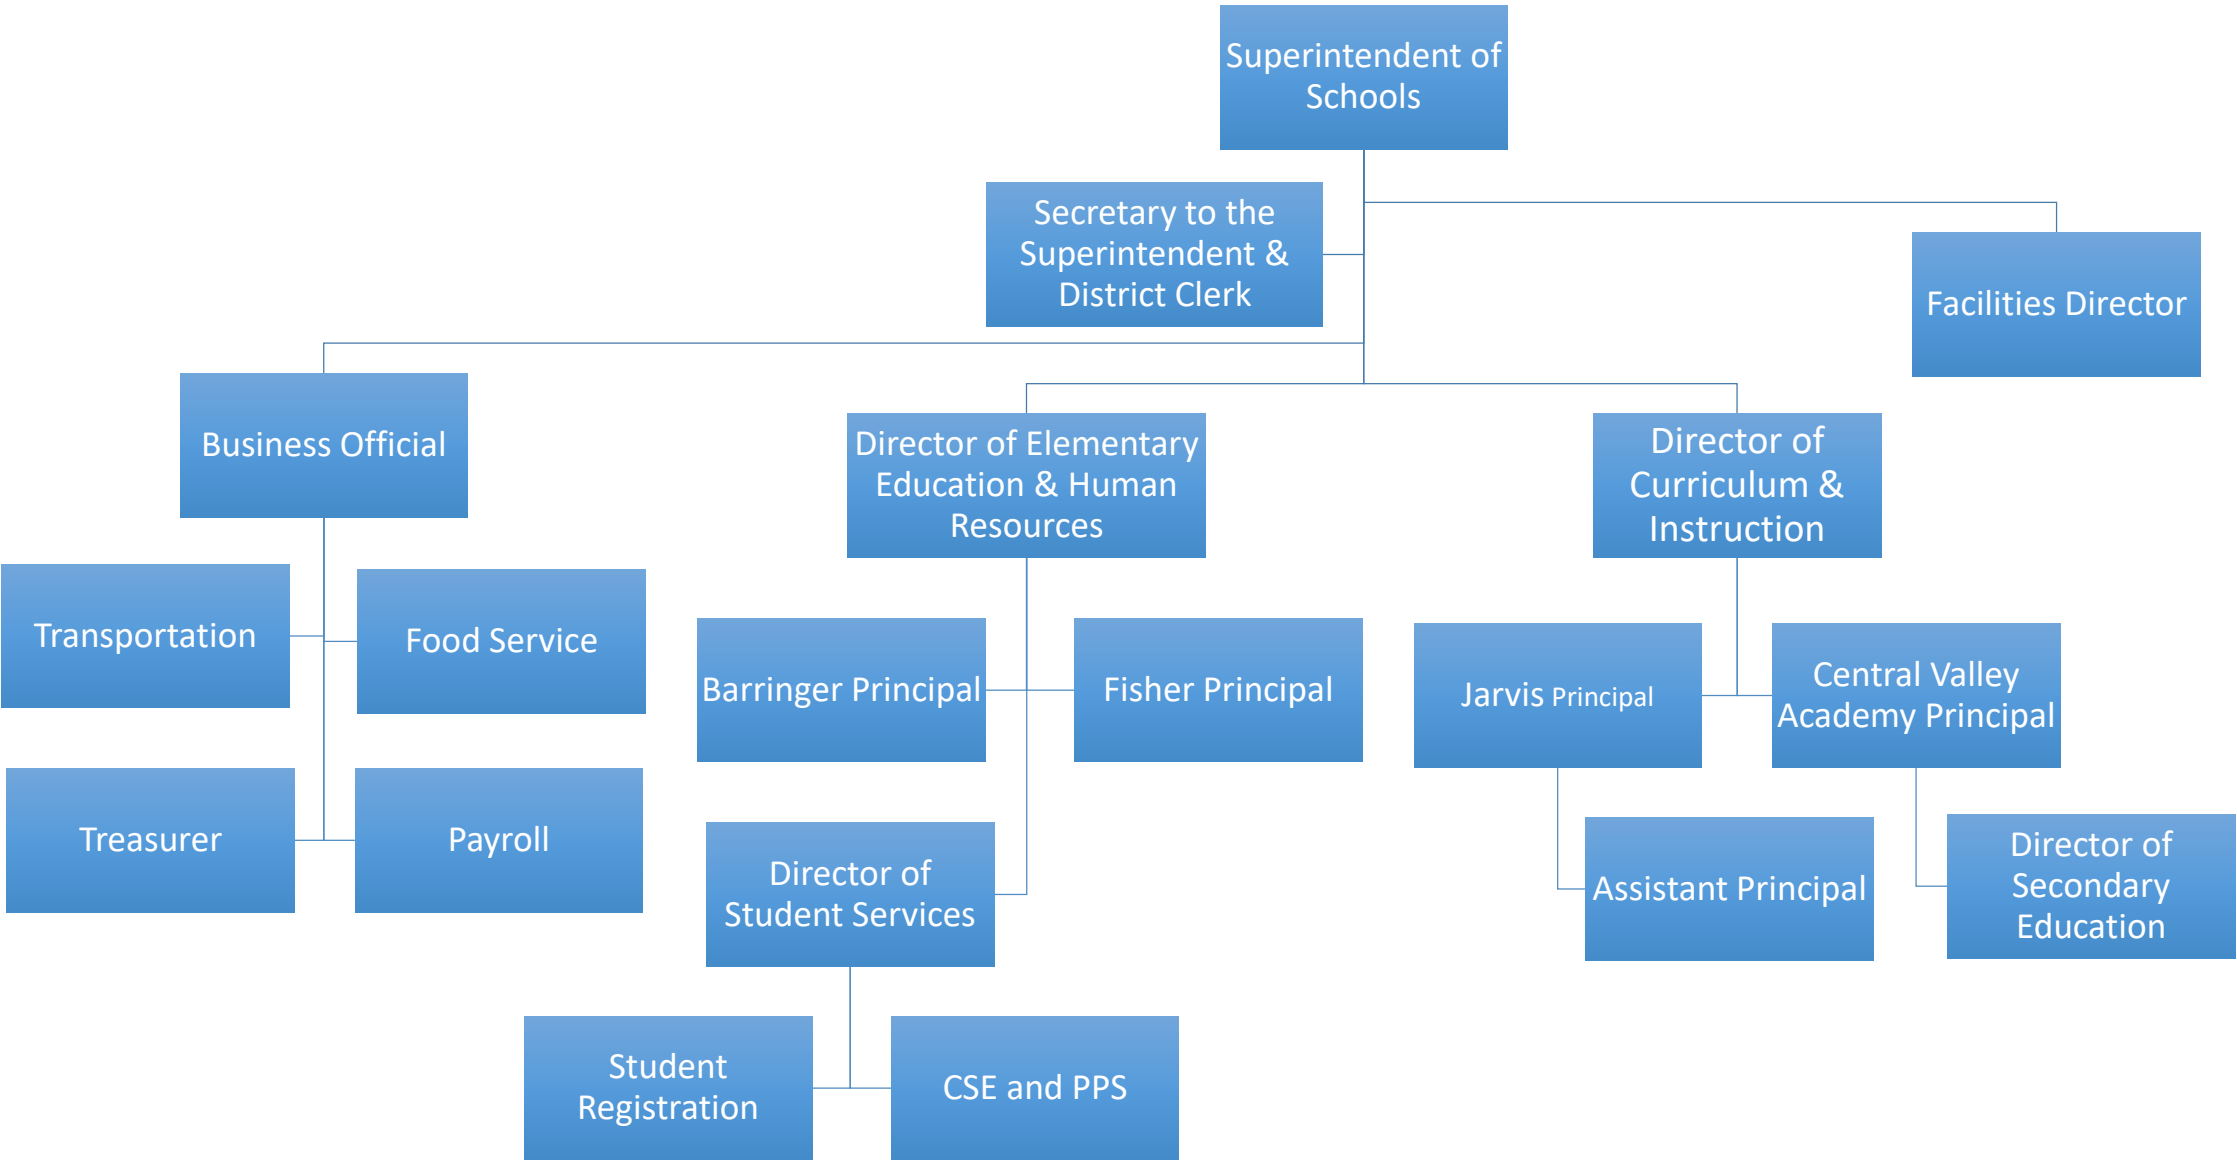 Superintendent of
Schools
Secretary to the
Superintendent &
District Clerk
Facilities Director
Business Official
Director of Elementary
Education & Human
Resources
Director of
Curriculum &
Instruction
Transportation
Food Service
Barringer Principal
Fisher Principal
Jarvis Principal
Central Valley
Academy Principal
Treasurer
Payroll
Director of
Student Services
Assistant Principal
Director of
Secondary
Education
Student
Registration
CSE and PPS